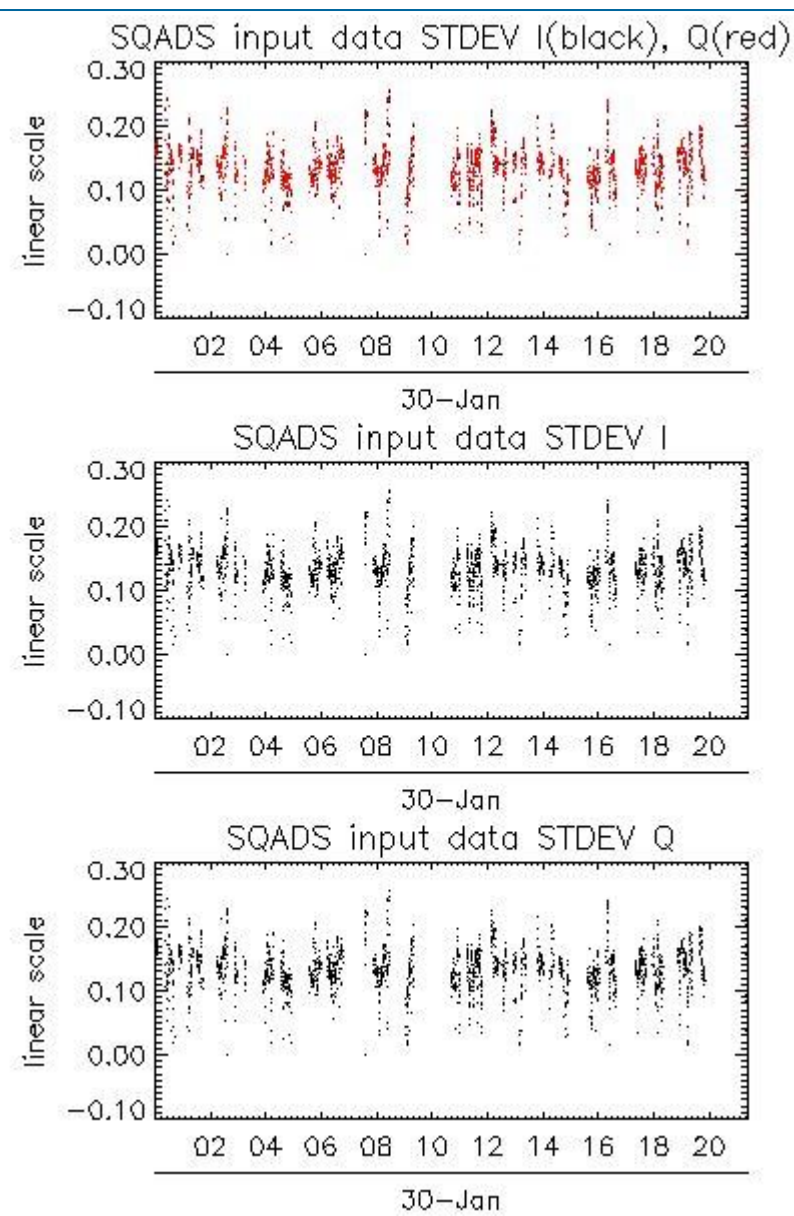 SQADS input data STDEV I(black), Q(red)
0.30
0.20
0.10
0.00
−0.10
linear scale
02 04 06 08 10 12 14 16 18 20
30−Jan
SQADS input data STDEV I
0.30
0.20
0.10
0.00
−0.10
linear scale
02 04 06 08 10 12 14 16 18 20
30−Jan
SQADS input data STDEV Q
0.30
0.20
0.10
0.00
−0.10
linear scale
02 04 06 08 10 12 14 16 18 20
30−Jan